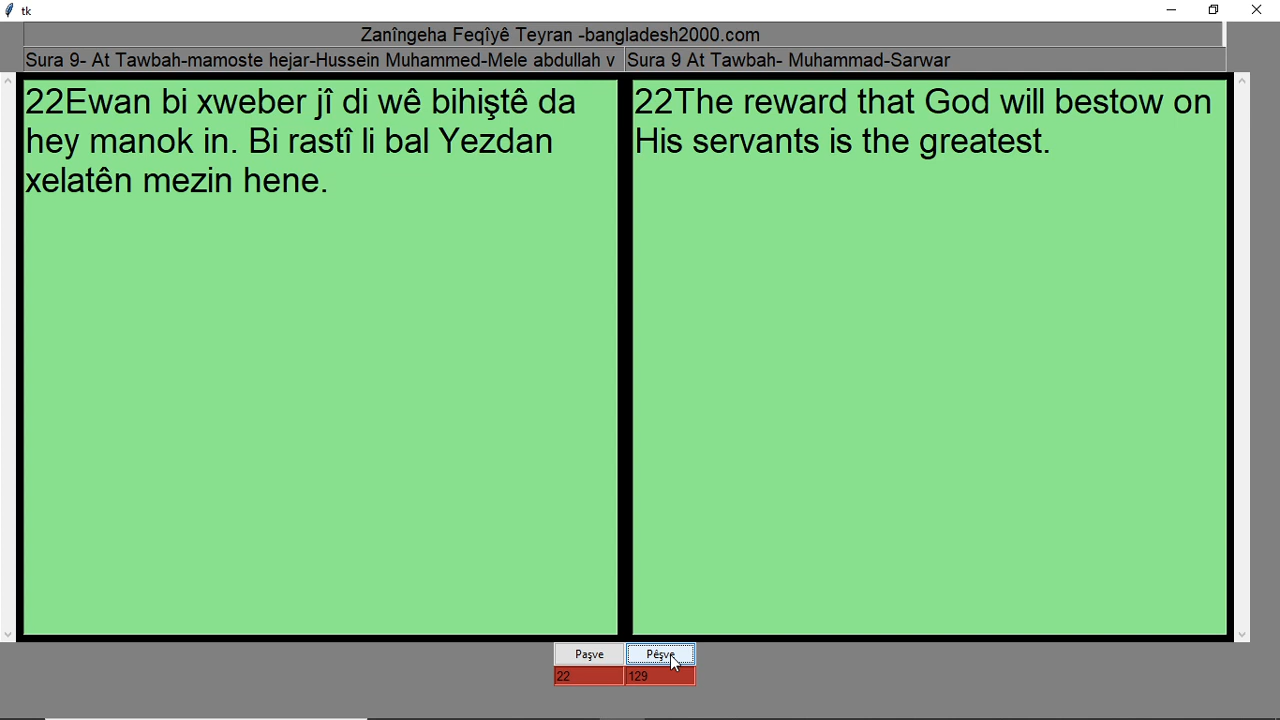 tk
Zanîngeha Feqîyê Teyran -bangladesh2000.com
Sura 9- At Tawbah-mamoste hejar-Hussein Muhammed-Mele abdullah v
Sura 9 At Tawbah- Muhammad-Sarwar
22Ewan bi xweber jî di wê bihiştê da
hey manok in. Bi rastî li bal Yezdan
xelatên mezin hene.
22The reward that God will bestow on
His servants is the greatest.
Paşve
Pêşve
22
129